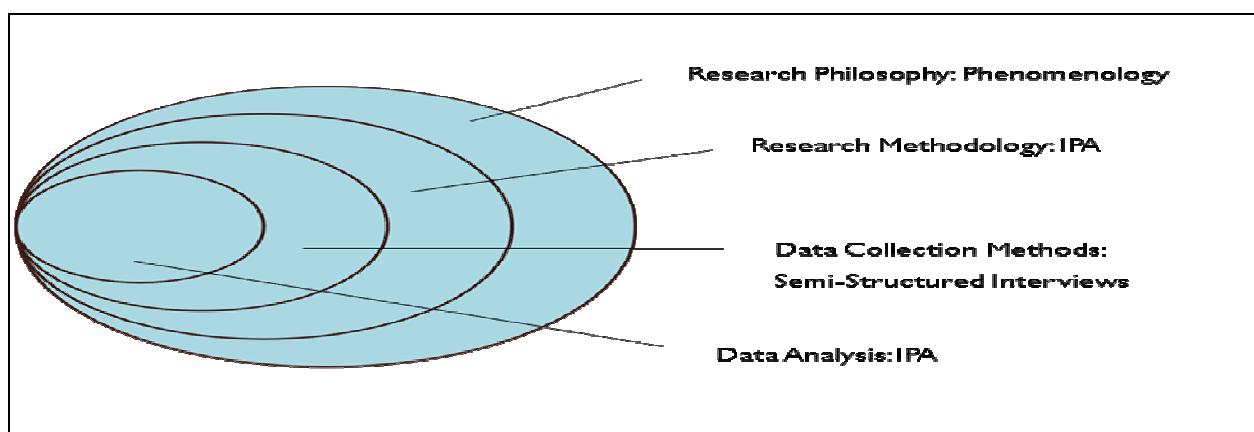 Research Philosophy: Phenomenology
Research Methodology: IPA
Data Collection Methods:
Semi-Structured Interviews
Data Analysis: IPA